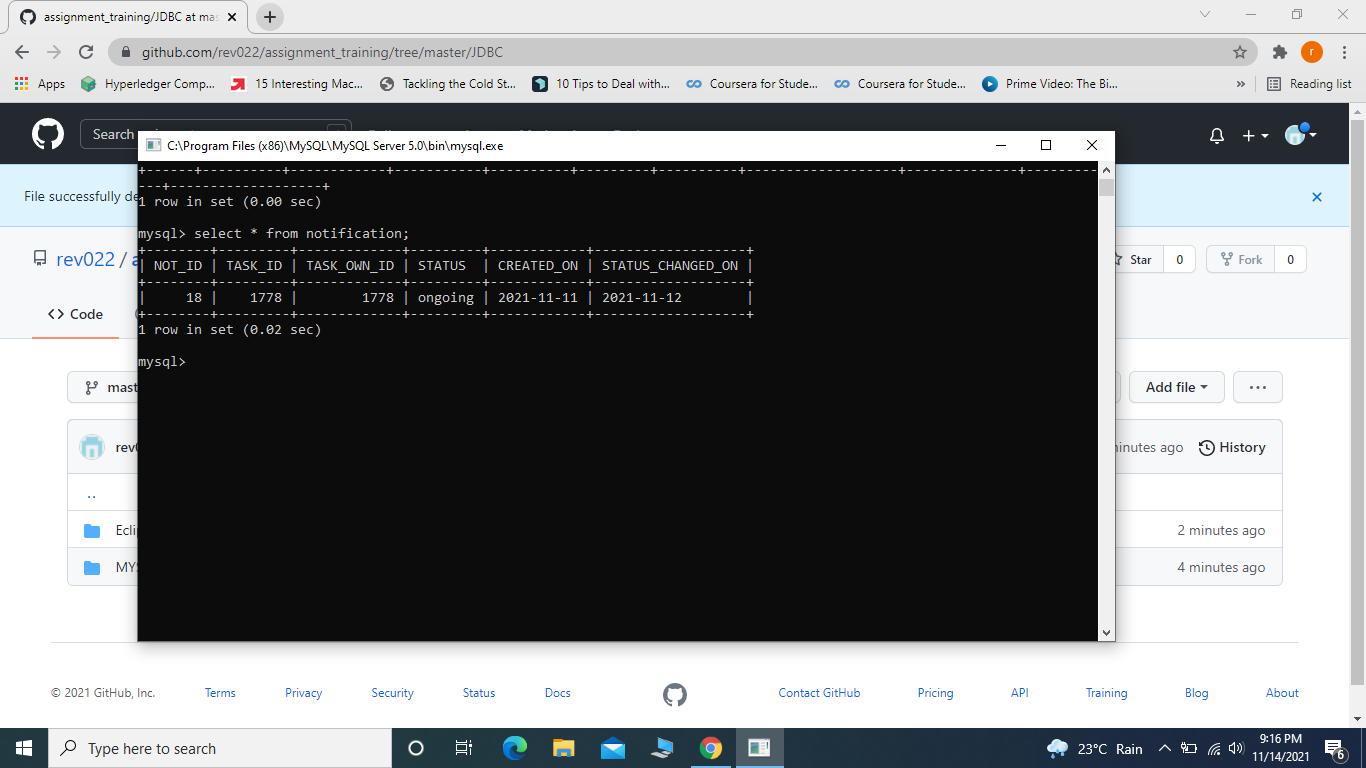 assignment_training/JDBC at mas
github.com/rev022/assignment_training/tree/master/JDBC
r
Apps Hyperledger Comp... 15 Interesting Mac... Tackling the Cold St... 10 Tips to Deal with... Coursera for Stude... Coursera for Stude... Prime Video: The Bi... » Reading list
Search
C:\Program Files (x86)\MySQL\MySQL Server 5.0\bin\mysql.exe
+------+----------+------------+----------+----------+---------+----------+-------------------+--------------+---------
---+-------------------+
1 row in set (0.00 sec)
mysql> select * from notification;
+--------+---------+-------------+---------+------------+-------------------+
| NOT_ID | TASK_ID | TASK_OWN_ID | STATUS  | CREATED_ON | STATUS_CHANGED_ON |
+--------+---------+-------------+---------+------------+-------------------+
|     18 |    1778 |        1778 | ongoing | 2021-11-11 | 2021-11-12        |
+--------+---------+-------------+---------+------------+-------------------+
1 row in set (0.02 sec)
mysql>
File successfully de
rev022 / a
Star 0 Fork 0
Code
mast
Add file ...
rev0
minutes ago History
..
Eclip
2 minutes ago
MYS
4 minutes ago
© 2021 GitHub, Inc. Terms Privacy Security Status Docs Contact GitHub Pricing API Training Blog About
Type here to search
23°C Rain
9:16 PM
11/14/2021
6